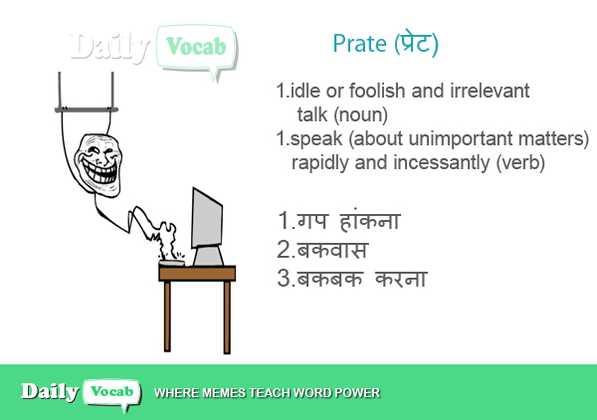 Daily Vocab
Prate (प्रेट)
1.idle or foolish and irrelevant
talk (noun)
1.speak (about unimportant matters)
rapidly and incessantly (verb)
1.गप हांकना
2.बकवास
3.बकबक करना
Daily Vocab WHERE MEMES TEACH WORD POWER